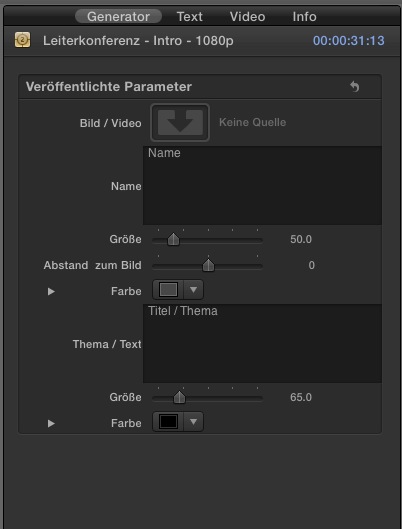 Generator Text Video Info
Leiterkonferenz - Intro - 1080p 00:00:31:13
Veröffentlichte Parameter
Bild / Video Keine Quelle
Name
Name
Größe 50.0
Abstand zum Bild 0
Farbe
Titel / Thema
Thema / Text
Größe 65.0
Farbe